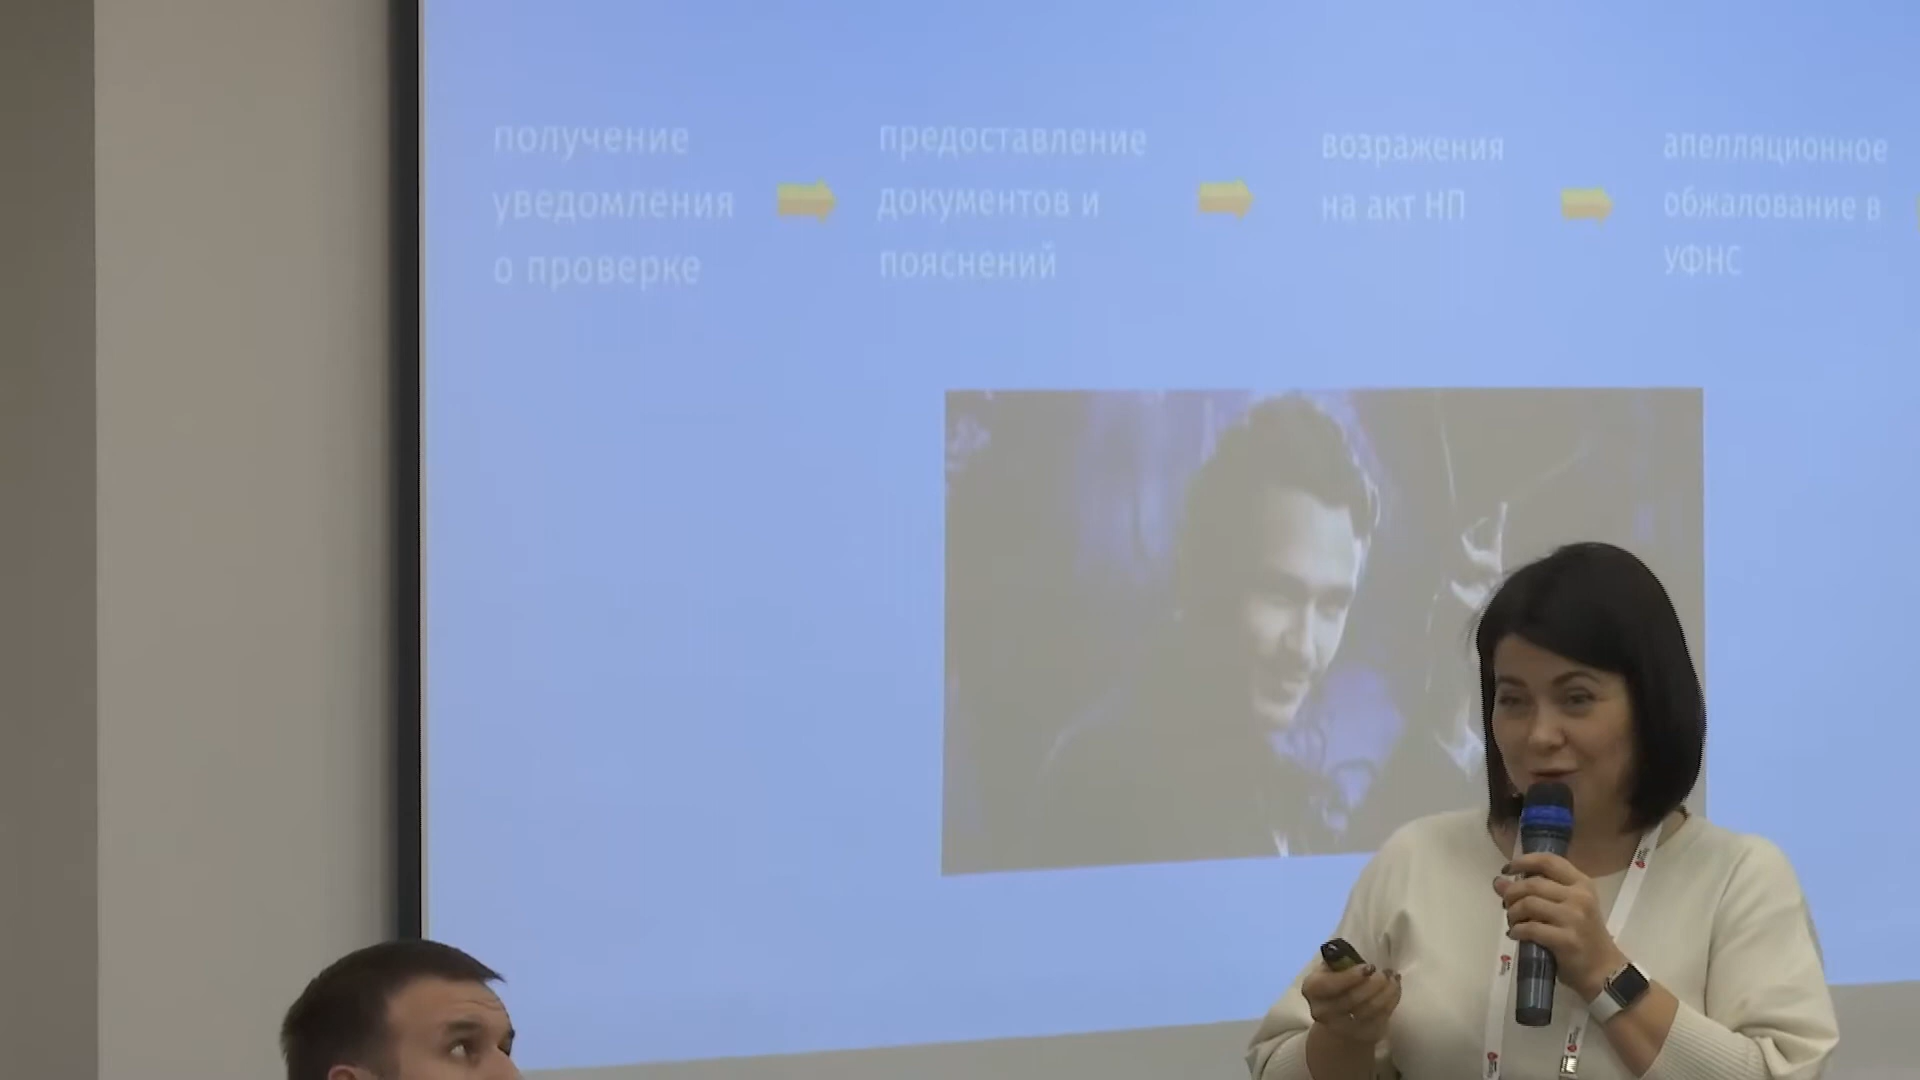 получение
уведомления
о проверке
предоставление
документов и
пояснений
возражения
на акт НП
апелляционное
обжалование в
УФНС